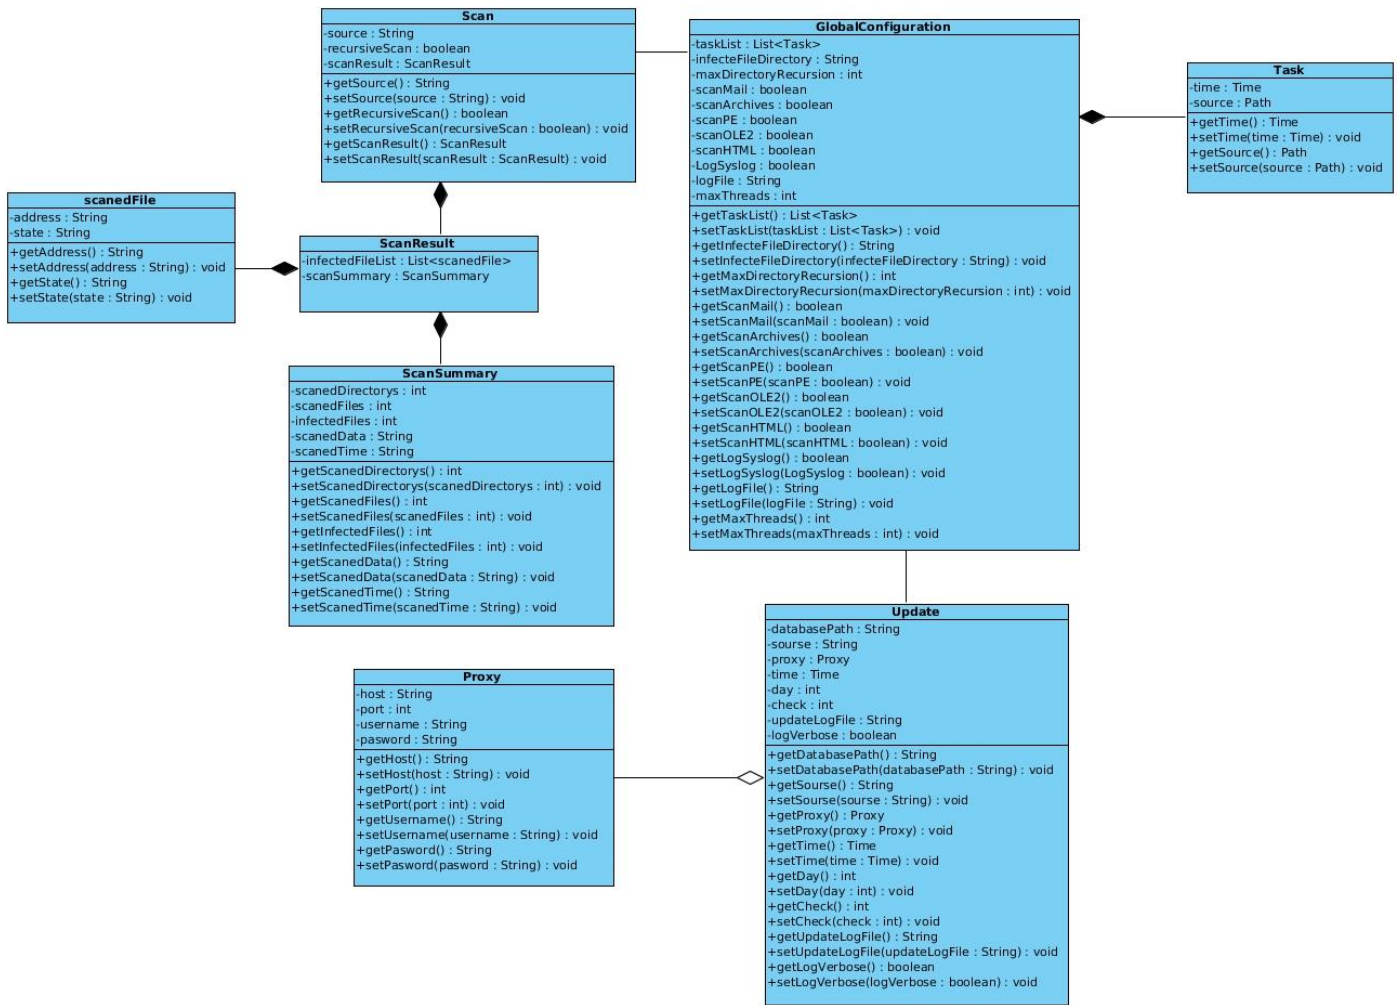 Scan
-source : String
-recursiveScan : boolean
-scanResult : ScanResult
+getSource() : String
+setSource(source : String) : void
+getRecursiveScan() : boolean
+setRecursiveScan(recursiveScan : boolean) : void
+getScanResult() : ScanResult
+setScanResult(scanResult : ScanResult) : void
GlobalConfiguration
-taskList : List<Task>
-infecteFileDirectory : String
-maxDirectoryRecursion : int
-scanMail : boolean
-scanArchives : boolean
-scanPE : boolean
-scanOLE2 : boolean
-scanHTML : boolean
-LogSyslog : boolean
-logFile : String
-maxThreads : int
+getTaskList() : List<Task>
+setTaskList(taskList : List<Task>) : void
+getInfecteFileDirectory() : String
+setInfecteFileDirectory(infecteFileDirectory : String) : void
+getMaxDirectoryRecursion() : int
+setMaxDirectoryRecursion(maxDirectoryRecursion : int) : void
+getScanMail() : boolean
+setScanMail(scanMail : boolean) : void
+getScanArchives() : boolean
+setScanArchives(scanArchives : boolean) : void
+getScanPE() : boolean
+setScanPE(scanPE : boolean) : void
+getScanOLE2() : boolean
+setScanOLE2(scanOLE2 : boolean) : void
+getScanHTML() : boolean
+setScanHTML(scanHTML : boolean) : void
+getLogSyslog() : boolean
+setLogSyslog(LogSyslog : boolean) : void
+getLogFile() : String
+setLogFile(logFile : String) : void
+getMaxThreads() : int
+setMaxThreads(maxThreads : int) : void
Task
-time : Time
-source : Path
+getTime() : Time
+setTime(time : Time) : void
+getSource() : Path
+setSource(source : Path) : void
scanedFile
-address : String
-state : String
+getAddress() : String
+setAddress(address : String) : void
+getState() : String
+setState(state : String) : void
ScanResult
-infectedFileList : List<scanedFile>
-scanSummary : ScanSummary
ScanSummary
-scanedDirectorys : int
-scanedFiles : int
-infectedFiles : int
-scanedData : String
-scanedTime : String
+getScanedDirectorys() : int
+setScanedDirectorys(scanedDirectorys : int) : void
+getScanedFiles() : int
+setScanedFiles(scanedFiles : int) : void
+getInfectedFiles() : int
+setInfectedFiles(infectedFiles : int) : void
+getScanedData() : String
+setScanedData(scanedData : String) : void
+getScanedTime() : String
+setScanedTime(scanedTime : String) : void
Proxy
-host : String
-port : int
-username : String
-pasword : String
+getHost() : String
+setHost(host : String) : void
+getPort() : int
+setPort(port : int) : void
+getUsername() : String
+setUsername(username : String) : void
+getPasword() : String
+setPasword(pasword : String) : void
Update
-databasePath : String
-sourse : String
-proxy : Proxy
-time : Time
-day : int
-check : int
-updateLogFile : String
-logVerbose : boolean
+getDatabasePath() : String
+setDatabasePath(databasePath : String) : void
+getSourse() : String
+setSourse(sourse : String) : void
+getProxy() : Proxy
+setProxy(proxy : Proxy) : void
+getTime() : Time
+setTime(time : Time) : void
+getDay() : int
+setDay(day : int) : void
+getCheck() : int
+setCheck(check : int) : void
+getUpdateLogFile() : String
+setUpdateLogFile(updateLogFile : String) : void
+getLogVerbose() : boolean
+setLogVerbose(logVerbose : boolean) : void